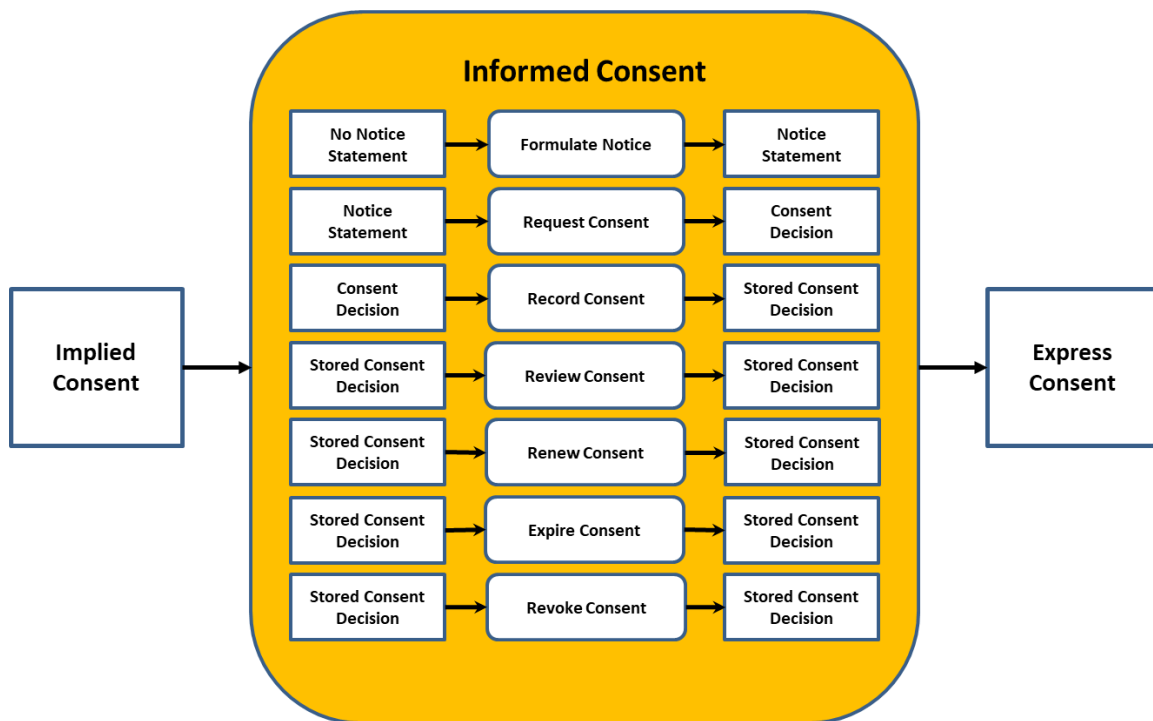 Informed Consent
No Notice
Statement
Formulate Notice
Notice
Statement
Notice
Statement
Request Consent
Consent
Decision
Consent
Decision
Record Consent
Stored Consent
Decision
Implied
Consent
Stored Consent
Decision
Review Consent
Stored Consent
Decision
Express
Consent
Stored Consent
Decision
Renew Consent
Stored Consent
Decision
Stored Consent
Decision
Expire Consent
Stored Consent
Decision
Stored Consent
Decision
Revoke Consent
Stored Consent
Decision